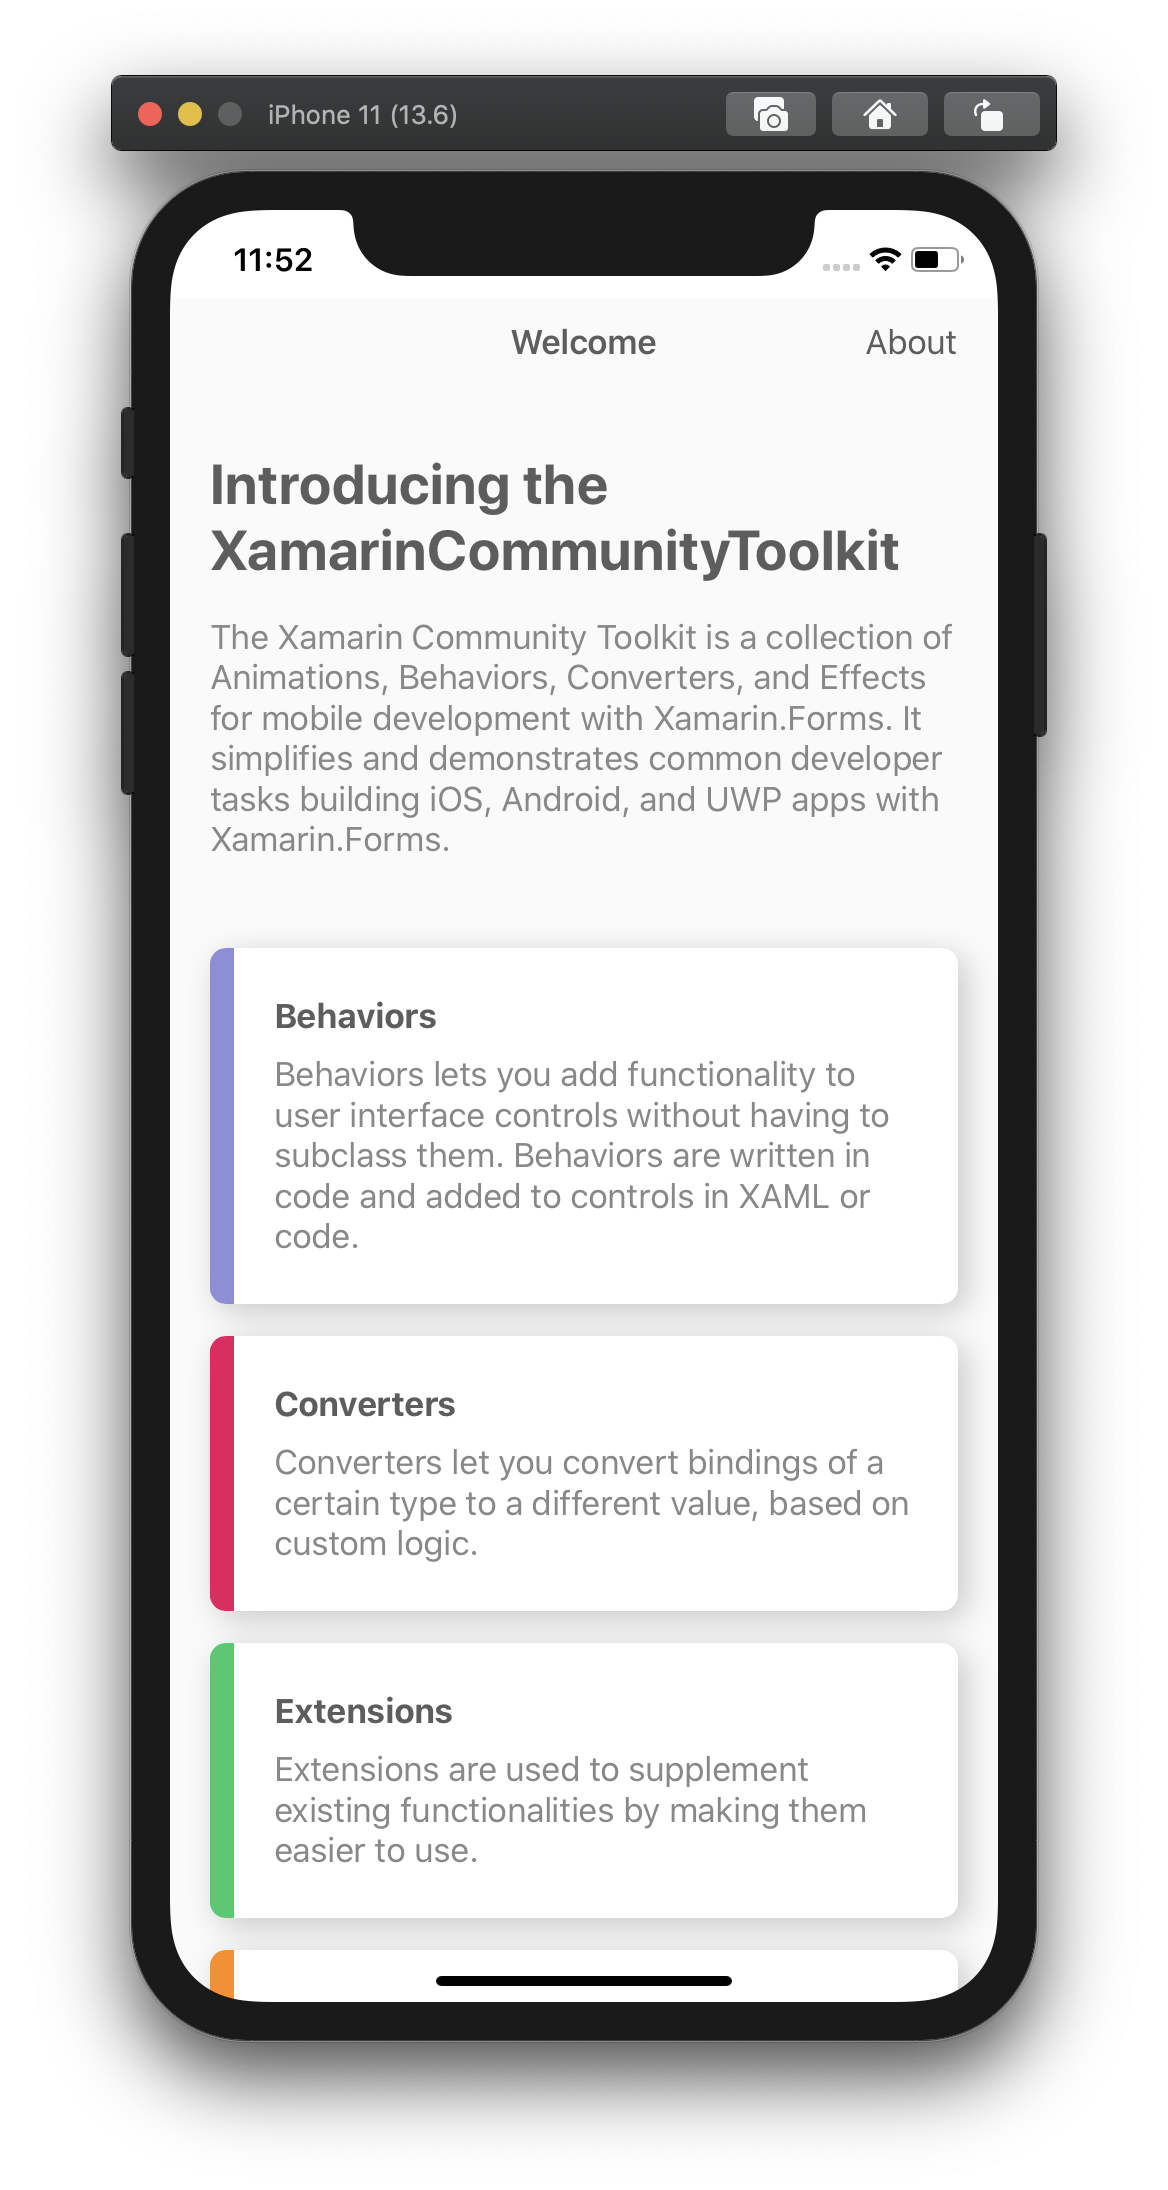 iPhone 11 (13.6)
11:52
Welcome
About
Introducing the
XamarinCommunityToolkit
The Xamarin Community Toolkit is a collection of
Animations, Behaviors, Converters, and Effects
for mobile development with Xamarin.Forms. It
simplifies and demonstrates common developer
tasks building iOS, Android, and UWP apps with
Xamarin.Forms.
Behaviors
Behaviors lets you add functionality to
user interface controls without having to
subclass them. Behaviors are written in
code and added to controls in XAML or
code.
Converters
Converters let you convert bindings of a
certain type to a different value, based on
custom logic.
Extensions
Extensions are used to supplement
existing functionalities by making them
easier to use.